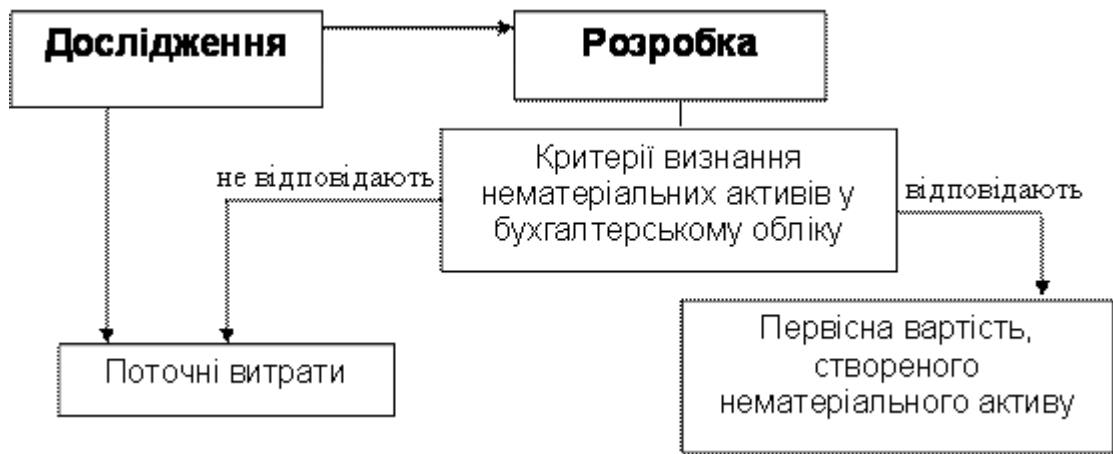 Дослідження
Розробка
Критерії визнання
нематеріальних активів у
бухгалтерському обліку
не відповідають
відповідають
Поточні витрати
Первісна вартість,
створеного
нематеріального активу